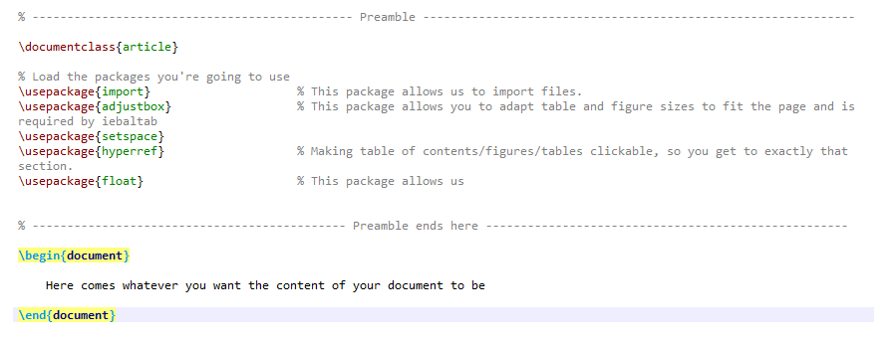 % -------------------------------------------- Preamble -----------------------------------------------------------
\documentclass{article}
% Load the packages you're going to use
\usepackage{import} % This package allows us to import files.
\usepackage{adjustbox} % This package allows you to adapt table and figure sizes to fit the page and is
required by iebaltab
\usepackage{setspace}
\usepackage{hyperref} % Making table of contents/figures/tables clickable, so you get to exactly that
section.
\usepackage{float} % This package allows us
% ------------------------------------------- Preamble ends here --------------------------------------------------
\begin{document}
Here comes whatever you want the content of your document to be
\end{document}